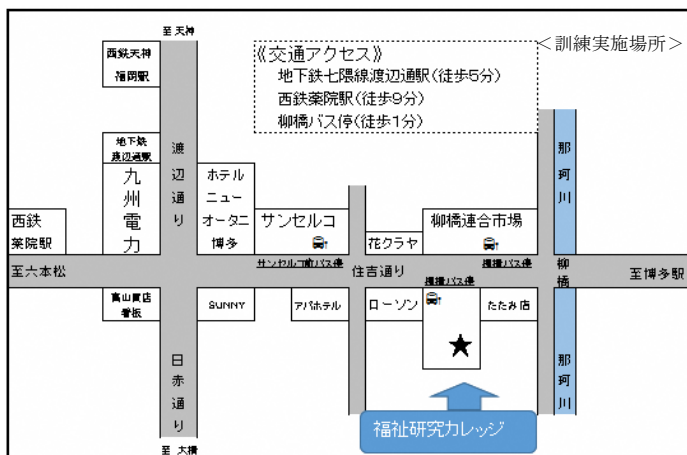 至 天神
＜訓練実施場所＞
西鉄天神
福岡駅
《交通アクセス》
地下鉄七隈線渡辺通駅(徒歩5分)
西鉄薬院駅(徒歩9分)
柳橋バス停(徒歩1分)
地下鉄
渡辺通駅
渡辺通り
那珂川
九州電力
ホテル
ニュー
オータニ
博多
西鉄
薬院駅
サンセルコ
花クラヤ
柳橋連合市場
サンセルコ前バス停
柳橋バス停
至六本松
住吉通り
柳橋
至博多駅
柳橋バス停
高山質店
看板
SUNNY
アパホテル
ローソン
たたみ店
★
日赤通り
那珂川
福祉研究カレッジ
至 大橋